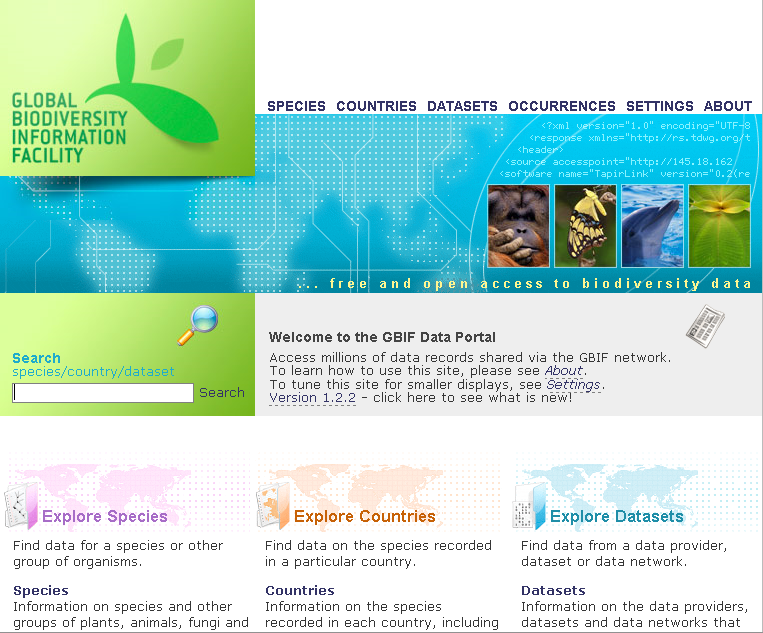 GLOBAL
BIODIVERSITY
INFORMATION
FACILITY
SPECIES COUNTRIES DATASETS OCCURRENCES SETTINGS ABOUT
<?xml version="1.0" encoding="UTF-8
<response xmlns="http://rs.tdwg.org/t
<header>
<source accesspoint="http://145.18.162
<software name="TapirLink" version="0.2(re
... free and open access to biodiversity data
Search
species/country/dataset
Search
Welcome to the GBIF Data Portal
Access millions of data records shared via the GBIF network.
To learn how to use this site, please see About.
To tune this site for smaller displays, see Settings.
Version 1.2.2 - click here to see what is new!
Explore Species
Find data for a species or other
group of organisms.
Species
Information on species and other
groups of plants, animals, fungi and
Explore Countries
Find data on the species recorded
in a particular country.
Countries
Information on the species
recorded in each country, including
Explore Datasets
Find data from a data provider,
dataset or data network.
Datasets
Information on the data providers,
datasets and data networks that